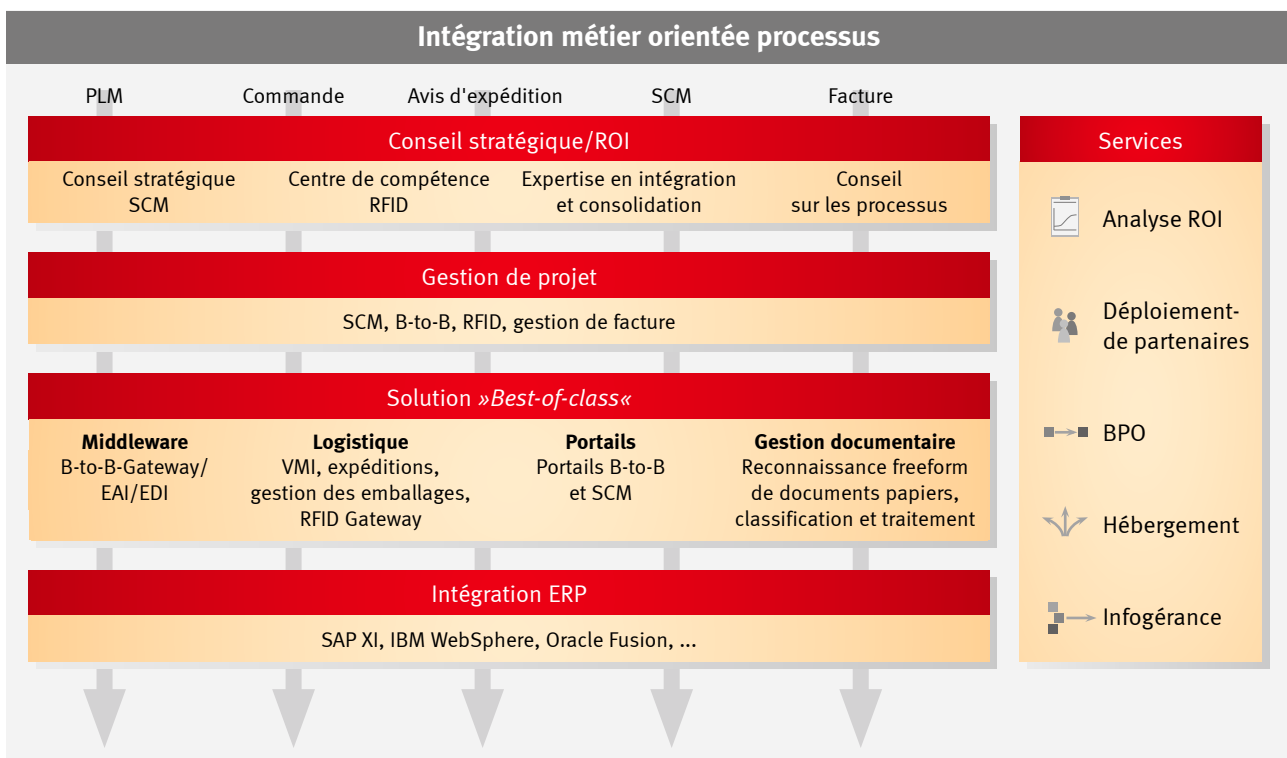 Intégration métier orientée processus
PLM Commande Avis d'expédition SCM Facture
Conseil stratégique/ROI
Conseil stratégique
SCM
Centre de compétence
RFID
Expertise en intégration
et consolidation
Conseil
sur les processus
Gestion de projet
SCM, B-to-B, RFID, gestion de facture
Solution »Best-of-class«
Middleware
B-to-B-Gateway/
EAI/EDI
Logistique
VMI, expéditions,
gestion des emballages,
RFID Gateway
Portails
Portails B-to-B
et SCM
Gestion documentaire
Reconnaissance freeform
de documents papiers,
classification et traitement
Intégration ERP
SAP XI, IBM WebSphere, Oracle Fusion, ...
Services
Analyse ROI
Déploiement-
de partenaires
BPO
Hébergement
Infogérance